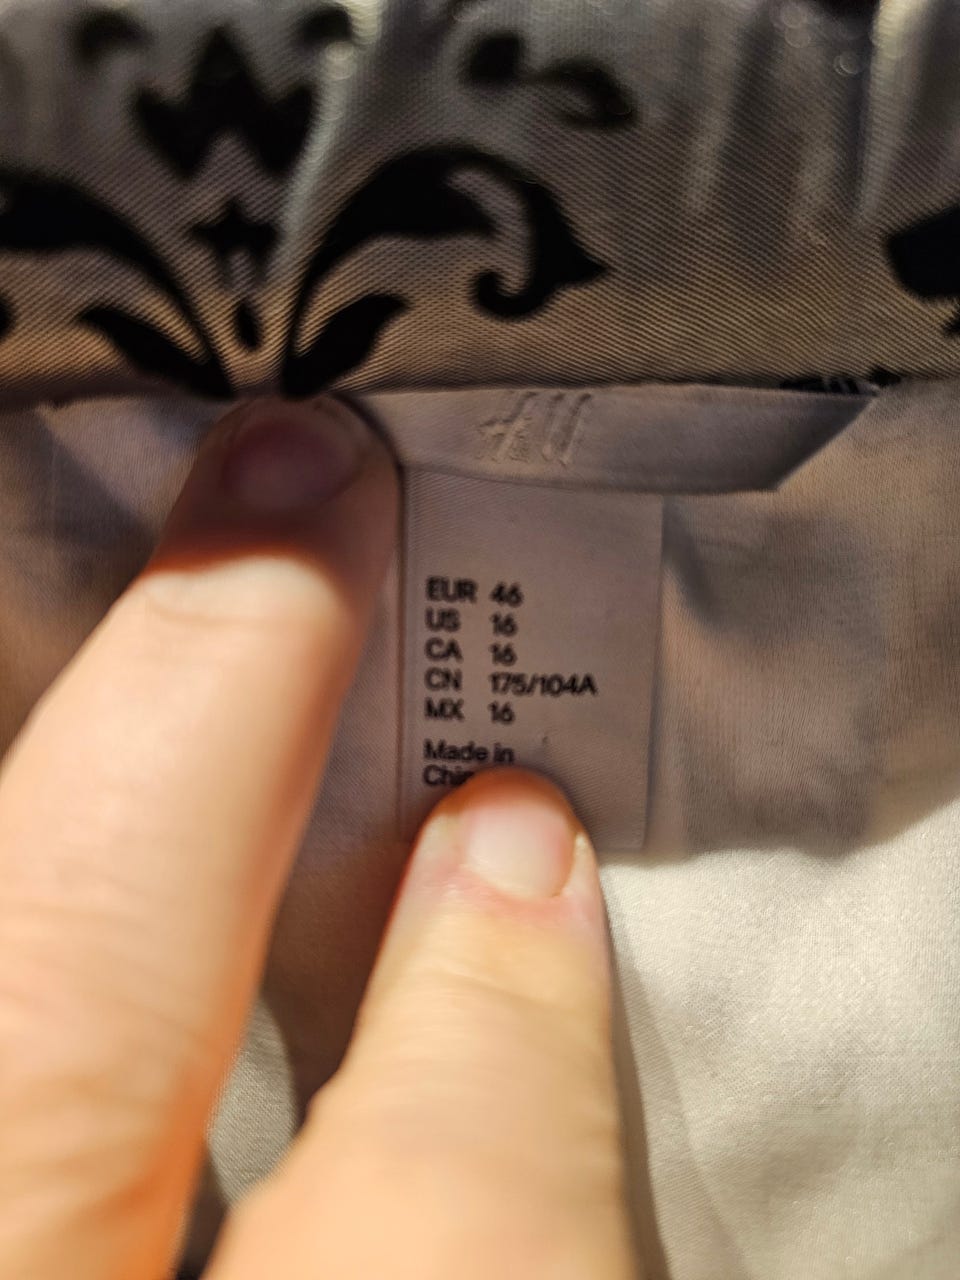 EUR 46
US 16
CA 16
CN 175/104A
MX 16
Made in